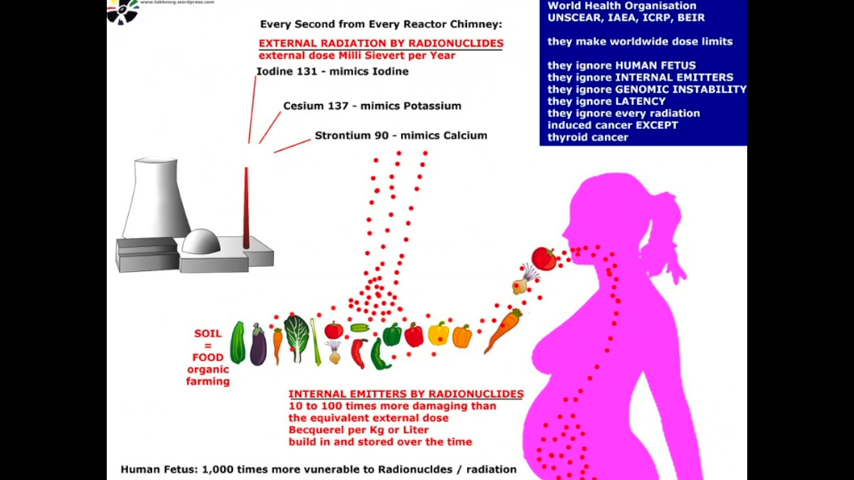 www.tekknorg.wordpress.com
Every Second from Every Reactor Chimney:
EXTERNAL RADIATION BY RADIONUCLIDES
external dose Milli Sievert per Year
Iodine 131 - mimics Iodine
Cesium 137 - mimics Potassium
Strontium 90 - mimics Calcium
World Health Organisation
UNSCEAR, IAEA, ICRP, BEIR
they make worldwide dose limits
they ignore HUMAN FETUS
they ignore INTERNAL EMITTERS
they ignore GENOMIC INSTABILITY
they ignore LATENCY
they ignore every radiation
induced cancer EXCEPT
thyroid cancer
SOIL
=
FOOD
organic
farming
INTERNAL EMITTERS BY RADIONUCLIDES
10 to 100 times more damaging than
the equivalent external dose
Becquerel per Kg or Liter
build in and stored over the time
Human Fetus: 1,000 times more vunerable to Radionucldes / radiation